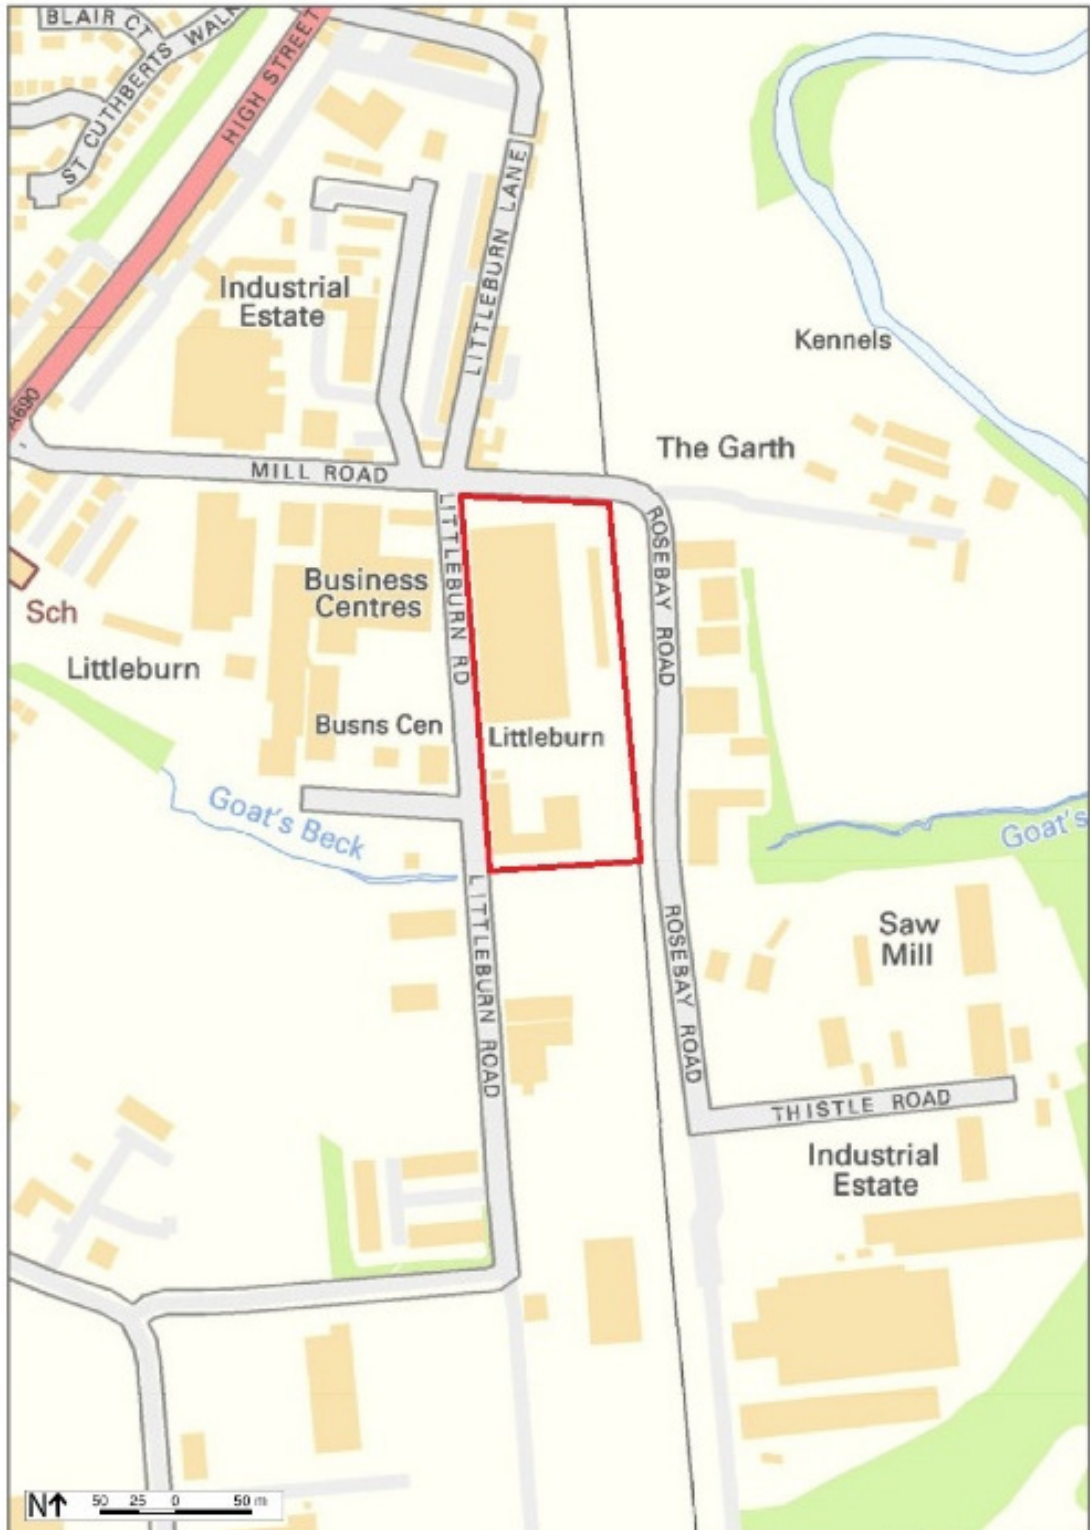 BLAIR CT
ST CUTHBERTS WALK
HIGH STREET
LITTLEBURN LANE
Industrial
Estate
Kennels
A690
The Garth
MILL ROAD
LITTLEBURN RD
ROSEBAY ROAD
Business
Centres
Sch
Littleburn
Busns Cen
Littleburn
Goat's Beck
Goat's
LITTLEBURN ROAD
ROSEBAY ROAD
Saw
Mill
THISTLE ROAD
Industrial
Estate
N
50 25 0 50 m